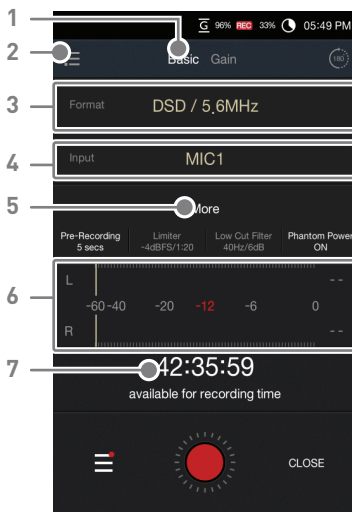 1
G 96% REC 33% 05:49 PM
2
Basic Gain
180
3
Format DSD / 5.6MHz
4
Input MIC1
5
More
Pre-Recording Limiter Low Cut Filter Phantom Power
5 secs -4dBFS/1:20 40Hz/6dB ON
6
L --
-60 -40 -20 -12 -6 0
R --
7
42:35:59
available for recording time
CLOSE